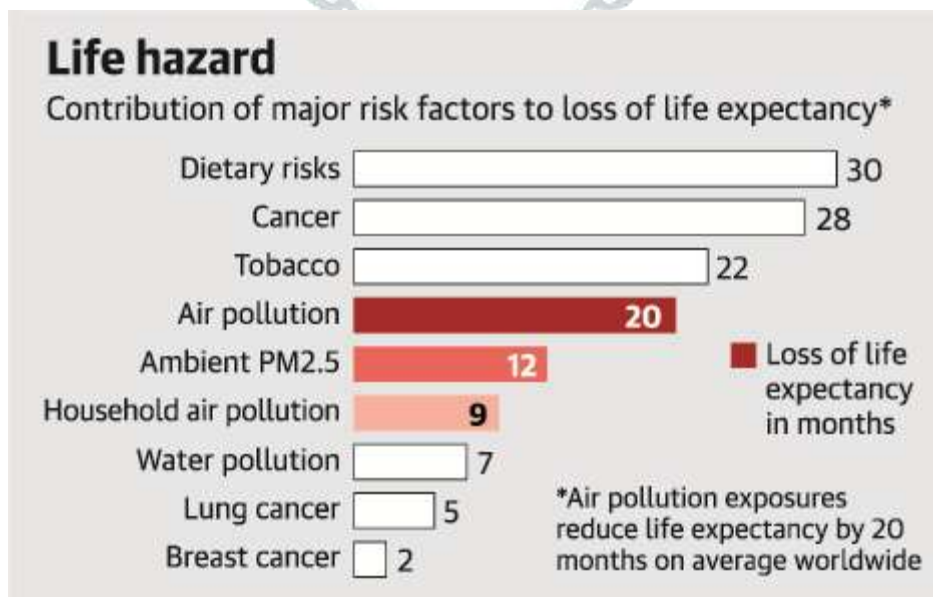 Life hazard
Contribution of major risk factors to loss of life expectancy*
Dietary risks 30
Cancer 28
Tobacco 22
Air pollution 20
Ambient PM2.5 12
Household air pollution 9
Water pollution 7
Lung cancer 5
Breast cancer 2
Loss of life
expectancy
in months
*Air pollution exposures
reduce life expectancy by 20
months on average worldwide